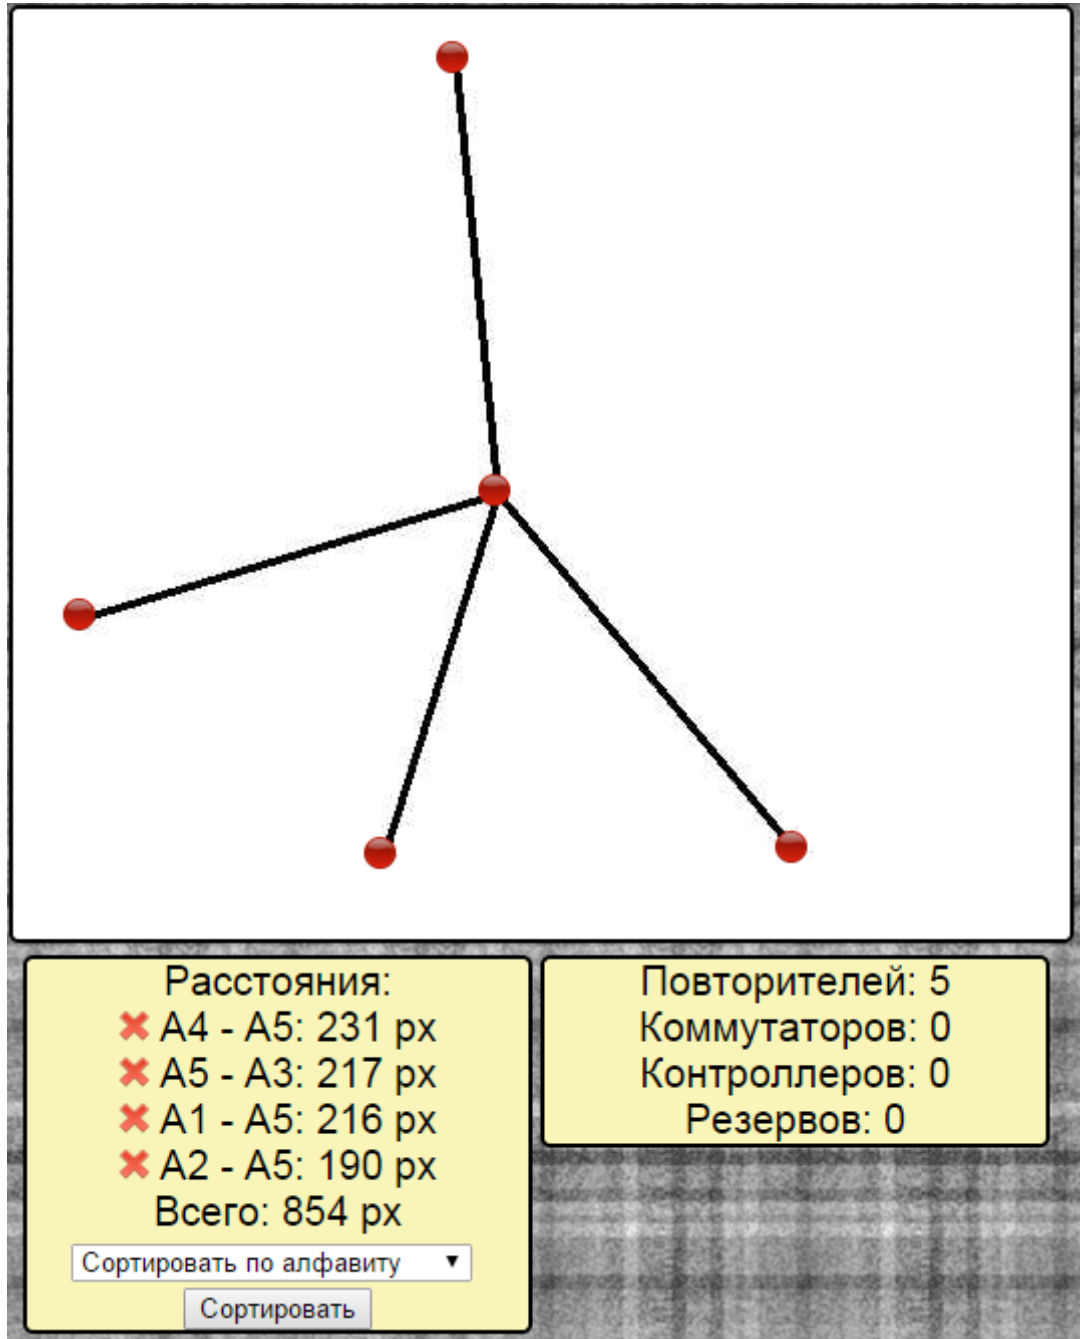 Расстояния:
A4 - A5: 231 px
A5 - A3: 217 px
A1 - A5: 216 px
A2 - A5: 190 px
Всего: 854 px
Сортировать по алфавиту
Сортировать
Повторителей: 5
Коммутаторов: 0
Контроллеров: 0
Резервов: 0